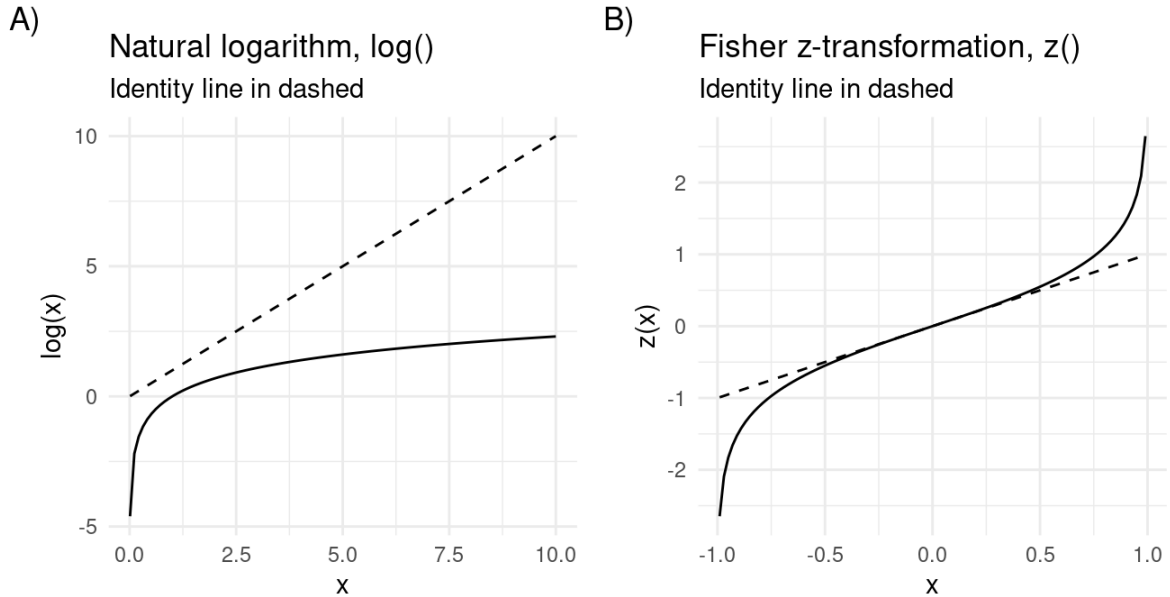 A)
Natural logarithm, log()
Identity line in dashed
10
5
0
-5
log(x)
0.0 2.5 5.0 7.5 10.0
x
B)
Fisher z-transformation, z()
Identity line in dashed
2
1
0
-1
-2
z(x)
-1.0 -0.5 0.0 0.5 1.0
x